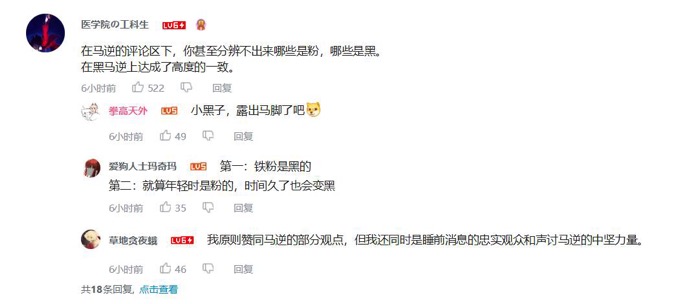 医学院の工科生 LV6
在马逆的评论区下，你甚至分辨不出来哪些是粉，哪些是黑。
在黑马逆上达成了高度的一致。
6小时前 522 回复
拳高天外 LV5 小黑子，露出马脚了吧
6小时前 49 回复
爱狗人士玛奇玛 LV5 第一：铁粉是黑的
第二：就算年轻时是粉的，时间久了也会变黑
6小时前 35 回复
草地贪夜蛾 LV6 我原则赞同马逆的部分观点，但我还同时是睡前消息的忠实观众和声讨马逆的中坚力量。
6小时前 46 回复
共18条回复，点击查看